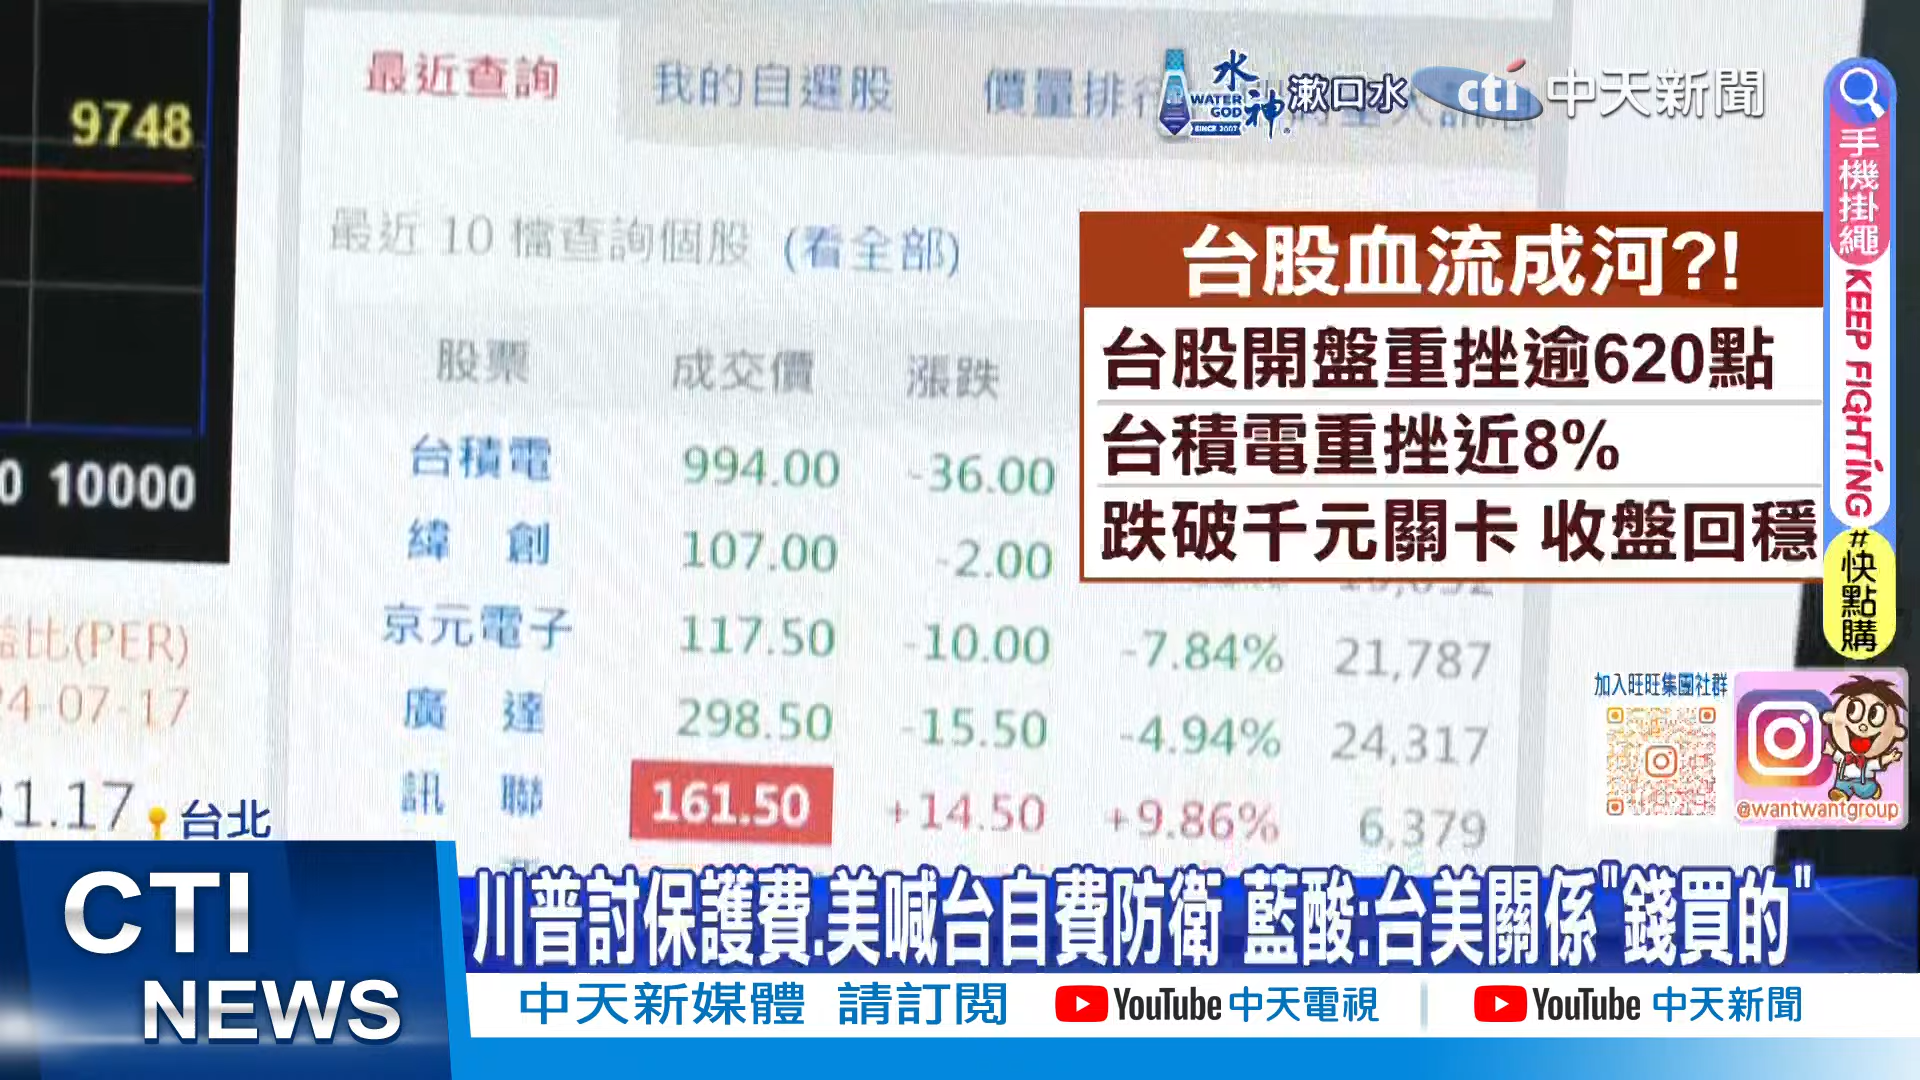 9748
10000
最近查詢
我的自選股
價量排行
最近 10 檔查詢個股 (看全部)
股票 成交價 漲跌
台積電 994.00 -36.00
緯創 107.00 -2.00
京元電子 117.50 -10.00 -7.84% 21,787
廣達 298.50 -15.50 -4.94% 24,317
訊聯 161.50 +14.50 +9.86% 6,379
比(PER)
4-07-17
31.17
台北
水神
WATER GOD
SINCE 2007
漱口水
cti 中天新聞
台股血流成河?!
台股開盤重挫逾620點
台積電重挫近8%
跌破千元關卡 收盤回穩
手機掛繩
KEEP FIGHTING
#快點購
加入旺旺集團社群
@wantwantgroup
CTI NEWS
川普討保護費.美喊台自費防衛 藍酸:台美關係"錢買的"
中天新媒體 請訂閱 YouTube 中天電視 | YouTube 中天新聞